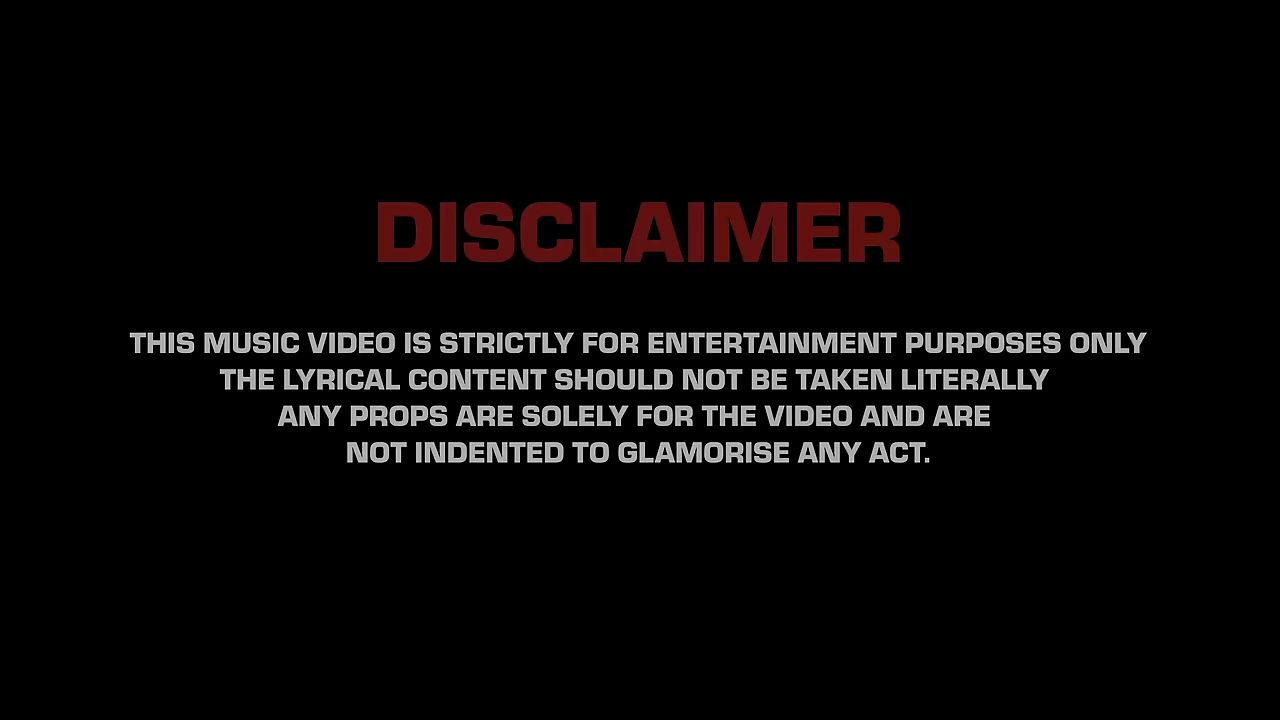 DISCLAIMER
THIS MUSIC VIDEO IS STRICTLY FOR ENTERTAINMENT PURPOSES ONLY
THE LYRICAL CONTENT SHOULD NOT BE TAKEN LITERALLY
ANY PROPS ARE SOLELY FOR THE VIDEO AND ARE
NOT INDENTED TO GLAMORISE ANY ACT.